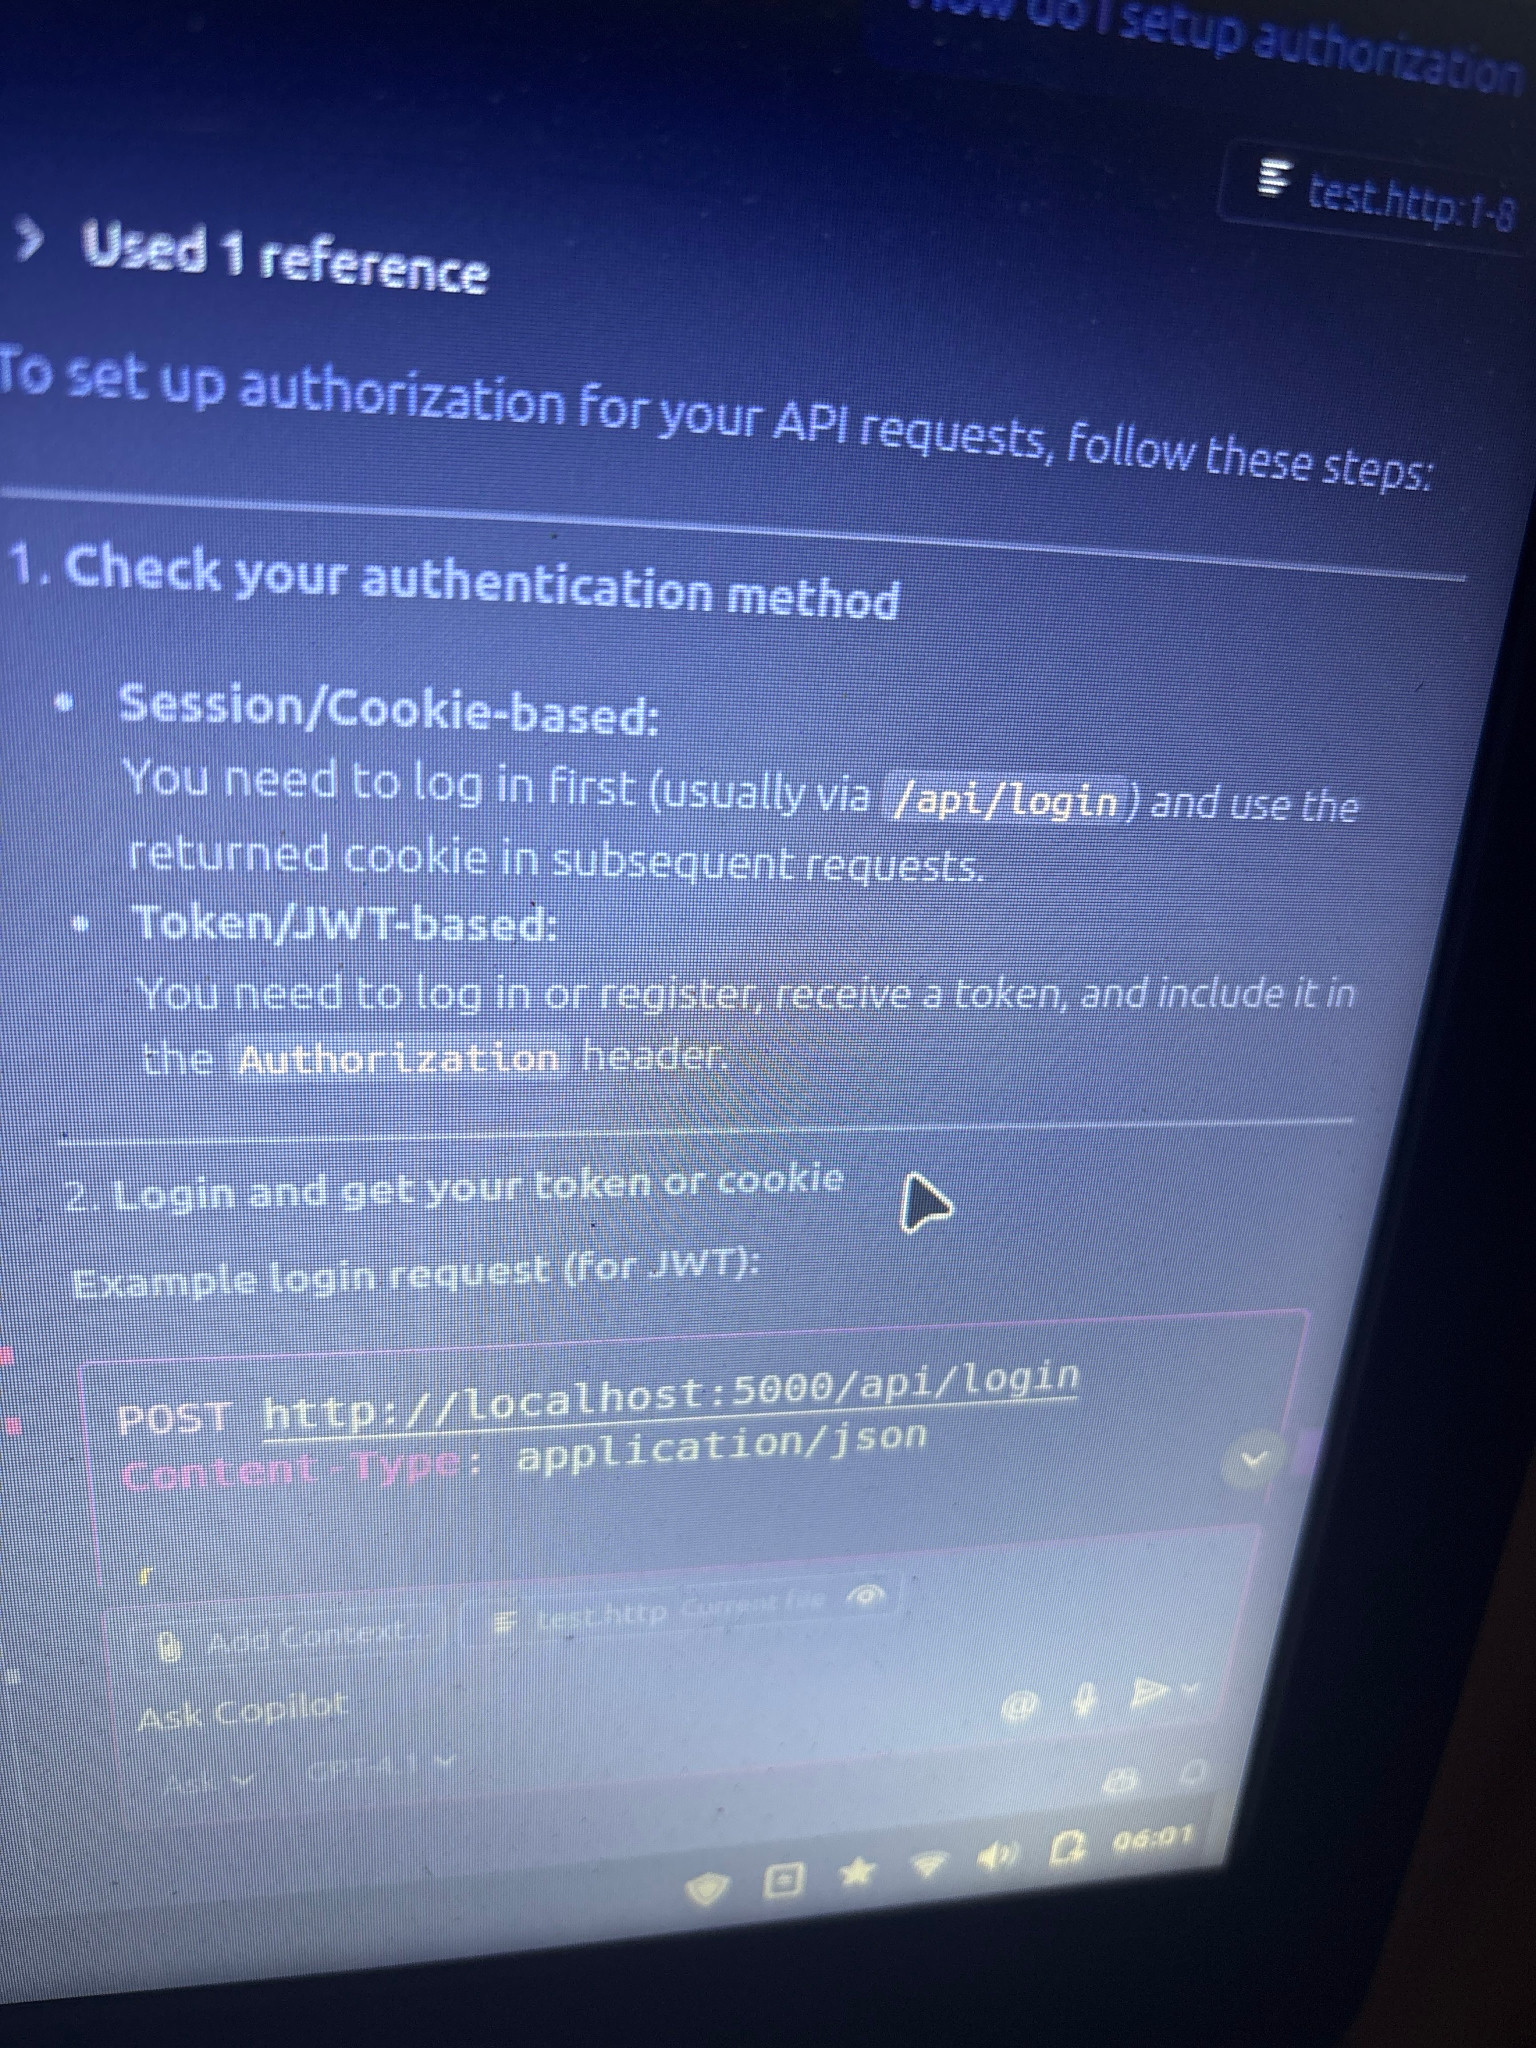 How do I setup authorization
test.http:1-8
Used 1 reference
To set up authorization for your API requests, follow these steps:
1. Check your authentication method
• Session/Cookie-based:
You need to log in first (usually via /api/login) and use the
returned cookie in subsequent requests.
• Token/JWT-based:
You need to log in or register, receive a token, and include it in
the Authorization header.
2. Login and get your token or cookie
Example login request (for JWT):
POST http://localhost:5000/api/login
Content-Type: application/json
Add Context...
test.http Current file
Ask Copilot
Ask GPT-4.1
06:01